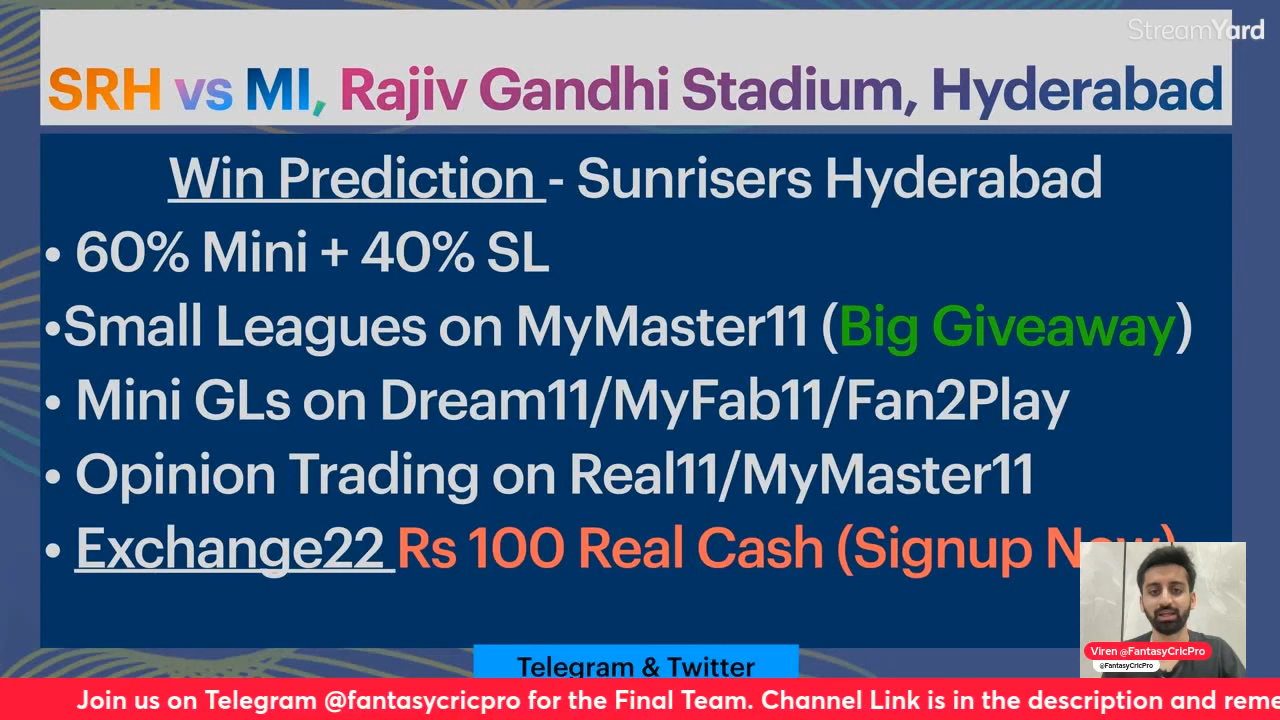 StreamYard
SRH vs MI, Rajiv Gandhi Stadium, Hyderabad
Win Prediction - Sunrisers Hyderabad
• 60% Mini + 40% SL
•Small Leagues on MyMaster11 (Big Giveaway)
• Mini GLs on Dream11/MyFab11/Fan2Play
• Opinion Trading on Real11/MyMaster11
• Exchange22 Rs 100 Real Cash (Signup
Viren @FantasyCricPro
@FantasyCricPro
Telegram & Twitter
Join us on Telegram @fantasycricpro for the Final Team. Channel Link is in the description and